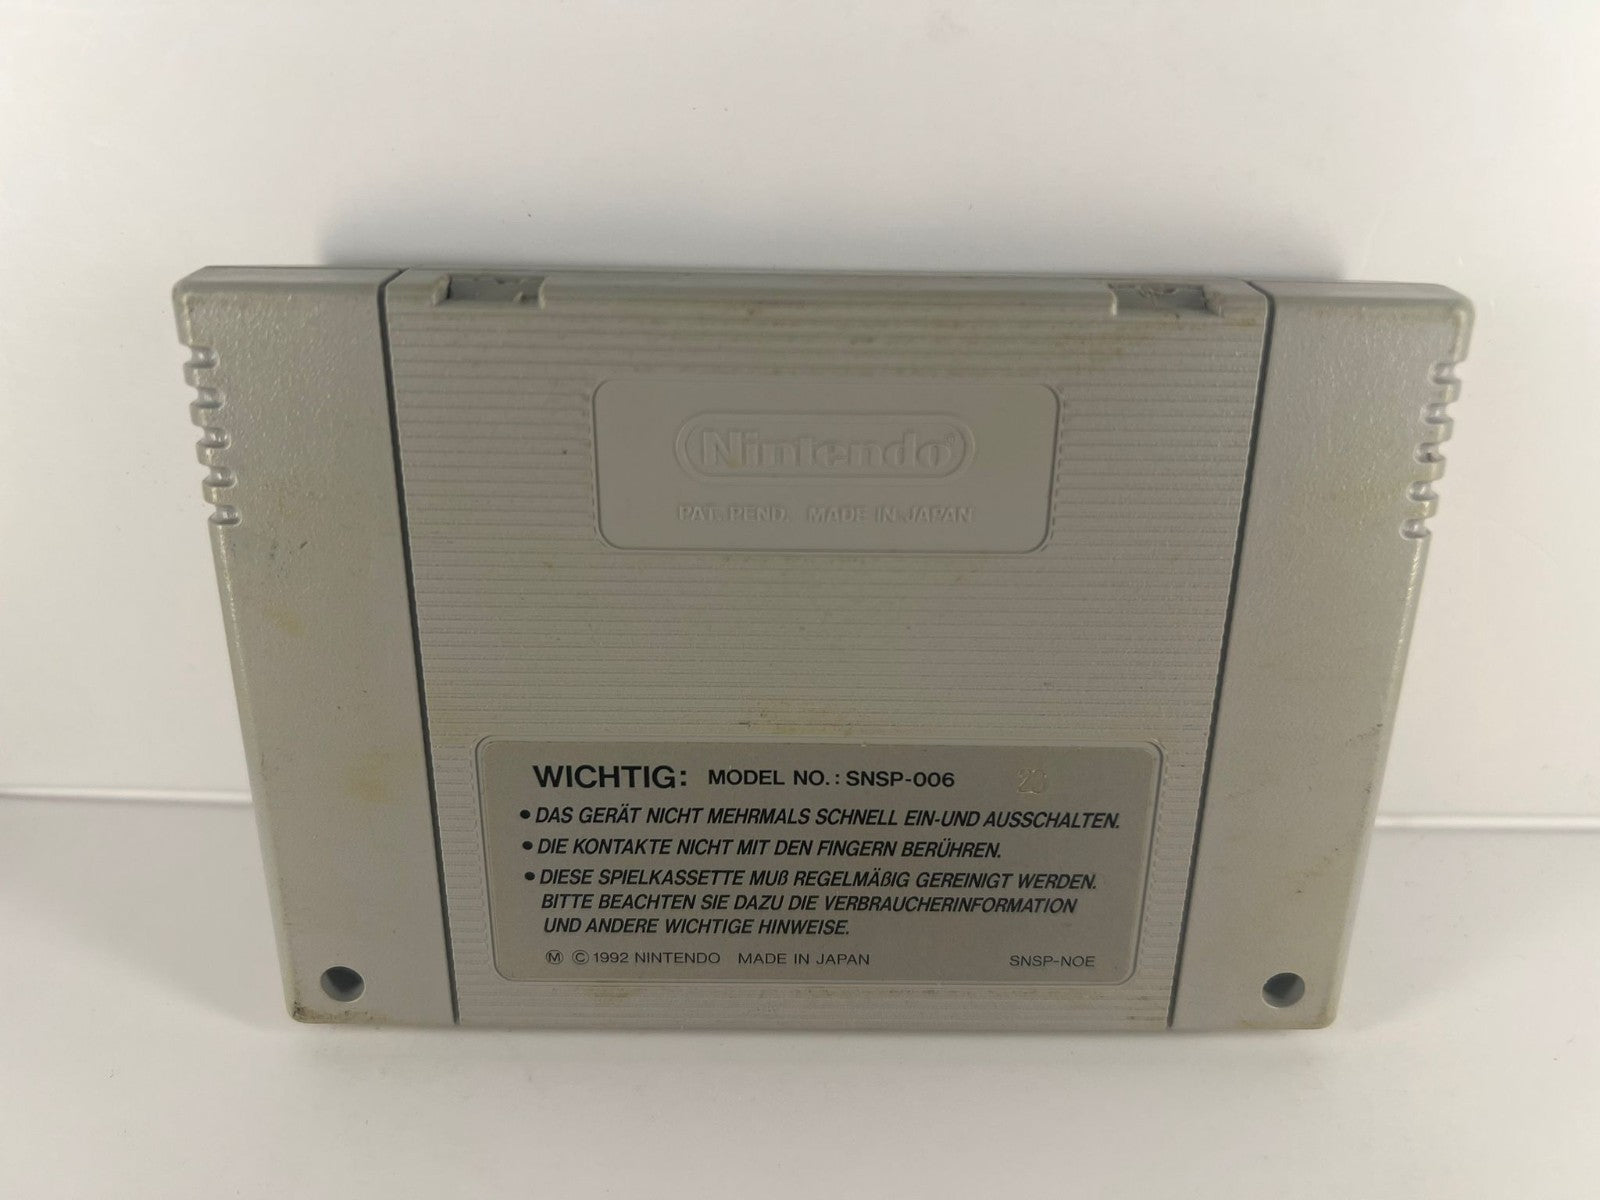 Nintendo®
PAT. PEND. MADE IN JAPAN
WICHTIG: MODEL NO.: SNSP-006 23
• DAS GERÄT NICHT MEHRMALS SCHNELL EIN-UND AUSSCHALTEN.
• DIE KONTAKTE NICHT MIT DEN FINGERN BERÜHREN.
• DIESE SPIELKASSETTE MUß REGELMÄßIG GEREINIGT WERDEN.
BITTE BEACHTEN SIE DAZU DIE VERBRAUCHERINFORMATION
UND ANDERE WICHTIGE HINWEISE.
Ⓜ © 1992 NINTENDO MADE IN JAPAN SNSP-NOE